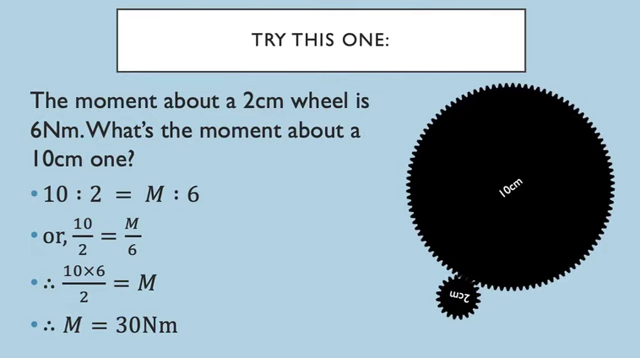 TRY THIS ONE:
The moment about a 2cm wheel is
6Nm. What's the moment about a
10cm one?
• 10 : 2 = M : 6
• or, 10/2 = M/6
• ∴ 10×6/2 = M
• ∴ M = 30Nm
10cm
2cm